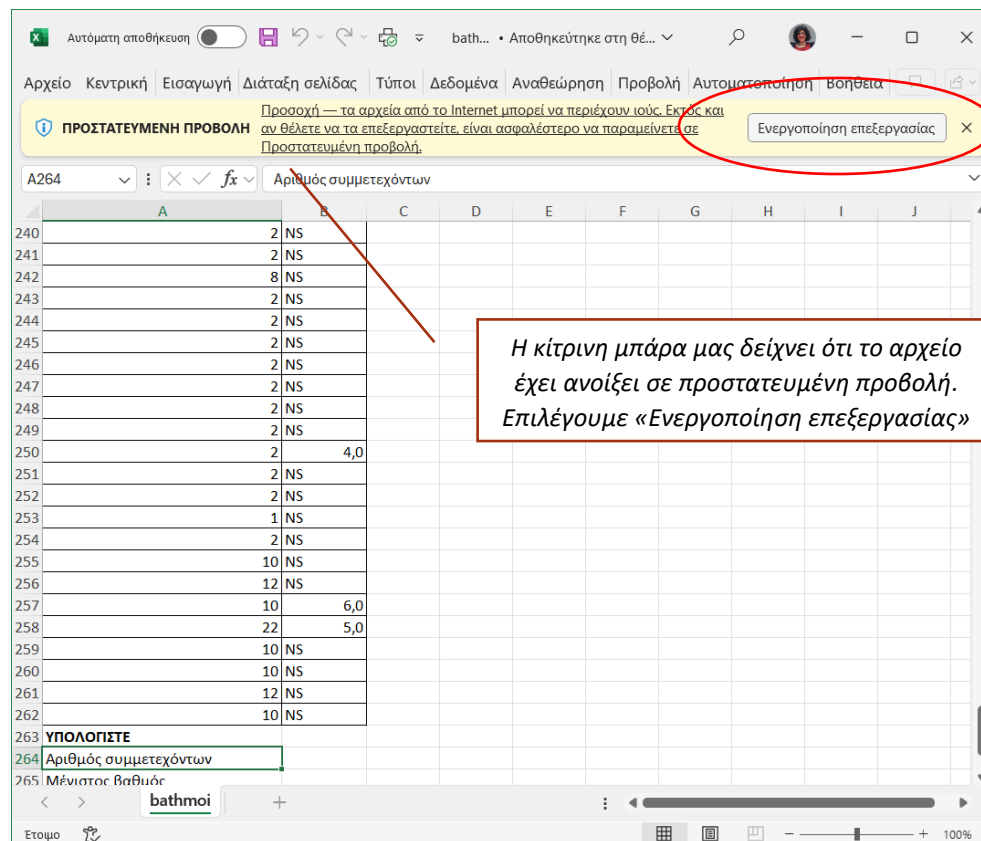 Αυτόματη αποθήκευση bath... • Αποθηκεύτηκε στη θέ...
Αρχείο Κεντρική Εισαγωγή Διάταξη σελίδας Τύποι Δεδομένα Αναθεώρηση Προβολή Αυτοματοποίηση Βοήθεια
Προσοχή — τα αρχεία από το Internet μπορεί να περιέχουν ιούς. Εκτός και
ΠΡΟΣΤΑΤΕΥΜΕΝΗ ΠΡΟΒΟΛΗ αν θέλετε να τα επεξεργαστείτε, είναι ασφαλέστερο να παραμείνετε σε Ενεργοποίηση επεξεργασίας
Προστατευμένη προβολή.
A264 fx Αριθμός συμμετεχόντων
A B C D E F G H I J
240 2 NS
241 2 NS
242 8 NS
243 2 NS
244 2 NS
245 2 NS
246 2 NS
247 2 NS
248 2 NS
249 2 NS
250 2 4,0
251 2 NS
252 2 NS
253 1 NS
254 2 NS
255 10 NS
256 12 NS
257 10 6,0
258 22 5,0
259 10 NS
260 10 NS
261 12 NS
262 10 NS
263 ΥΠΟΛΟΓΙΣΤΕ
264 Αριθμός συμμετεχόντων
265 Μέγιστος βαθμός
Η κίτρινη μπάρα μας δείχνει ότι το αρχείο
έχει ανοίξει σε προστατευμένη προβολή.
Επιλέγουμε «Ενεργοποίηση επεξεργασίας»
bathmoi
Έτοιμο 100%